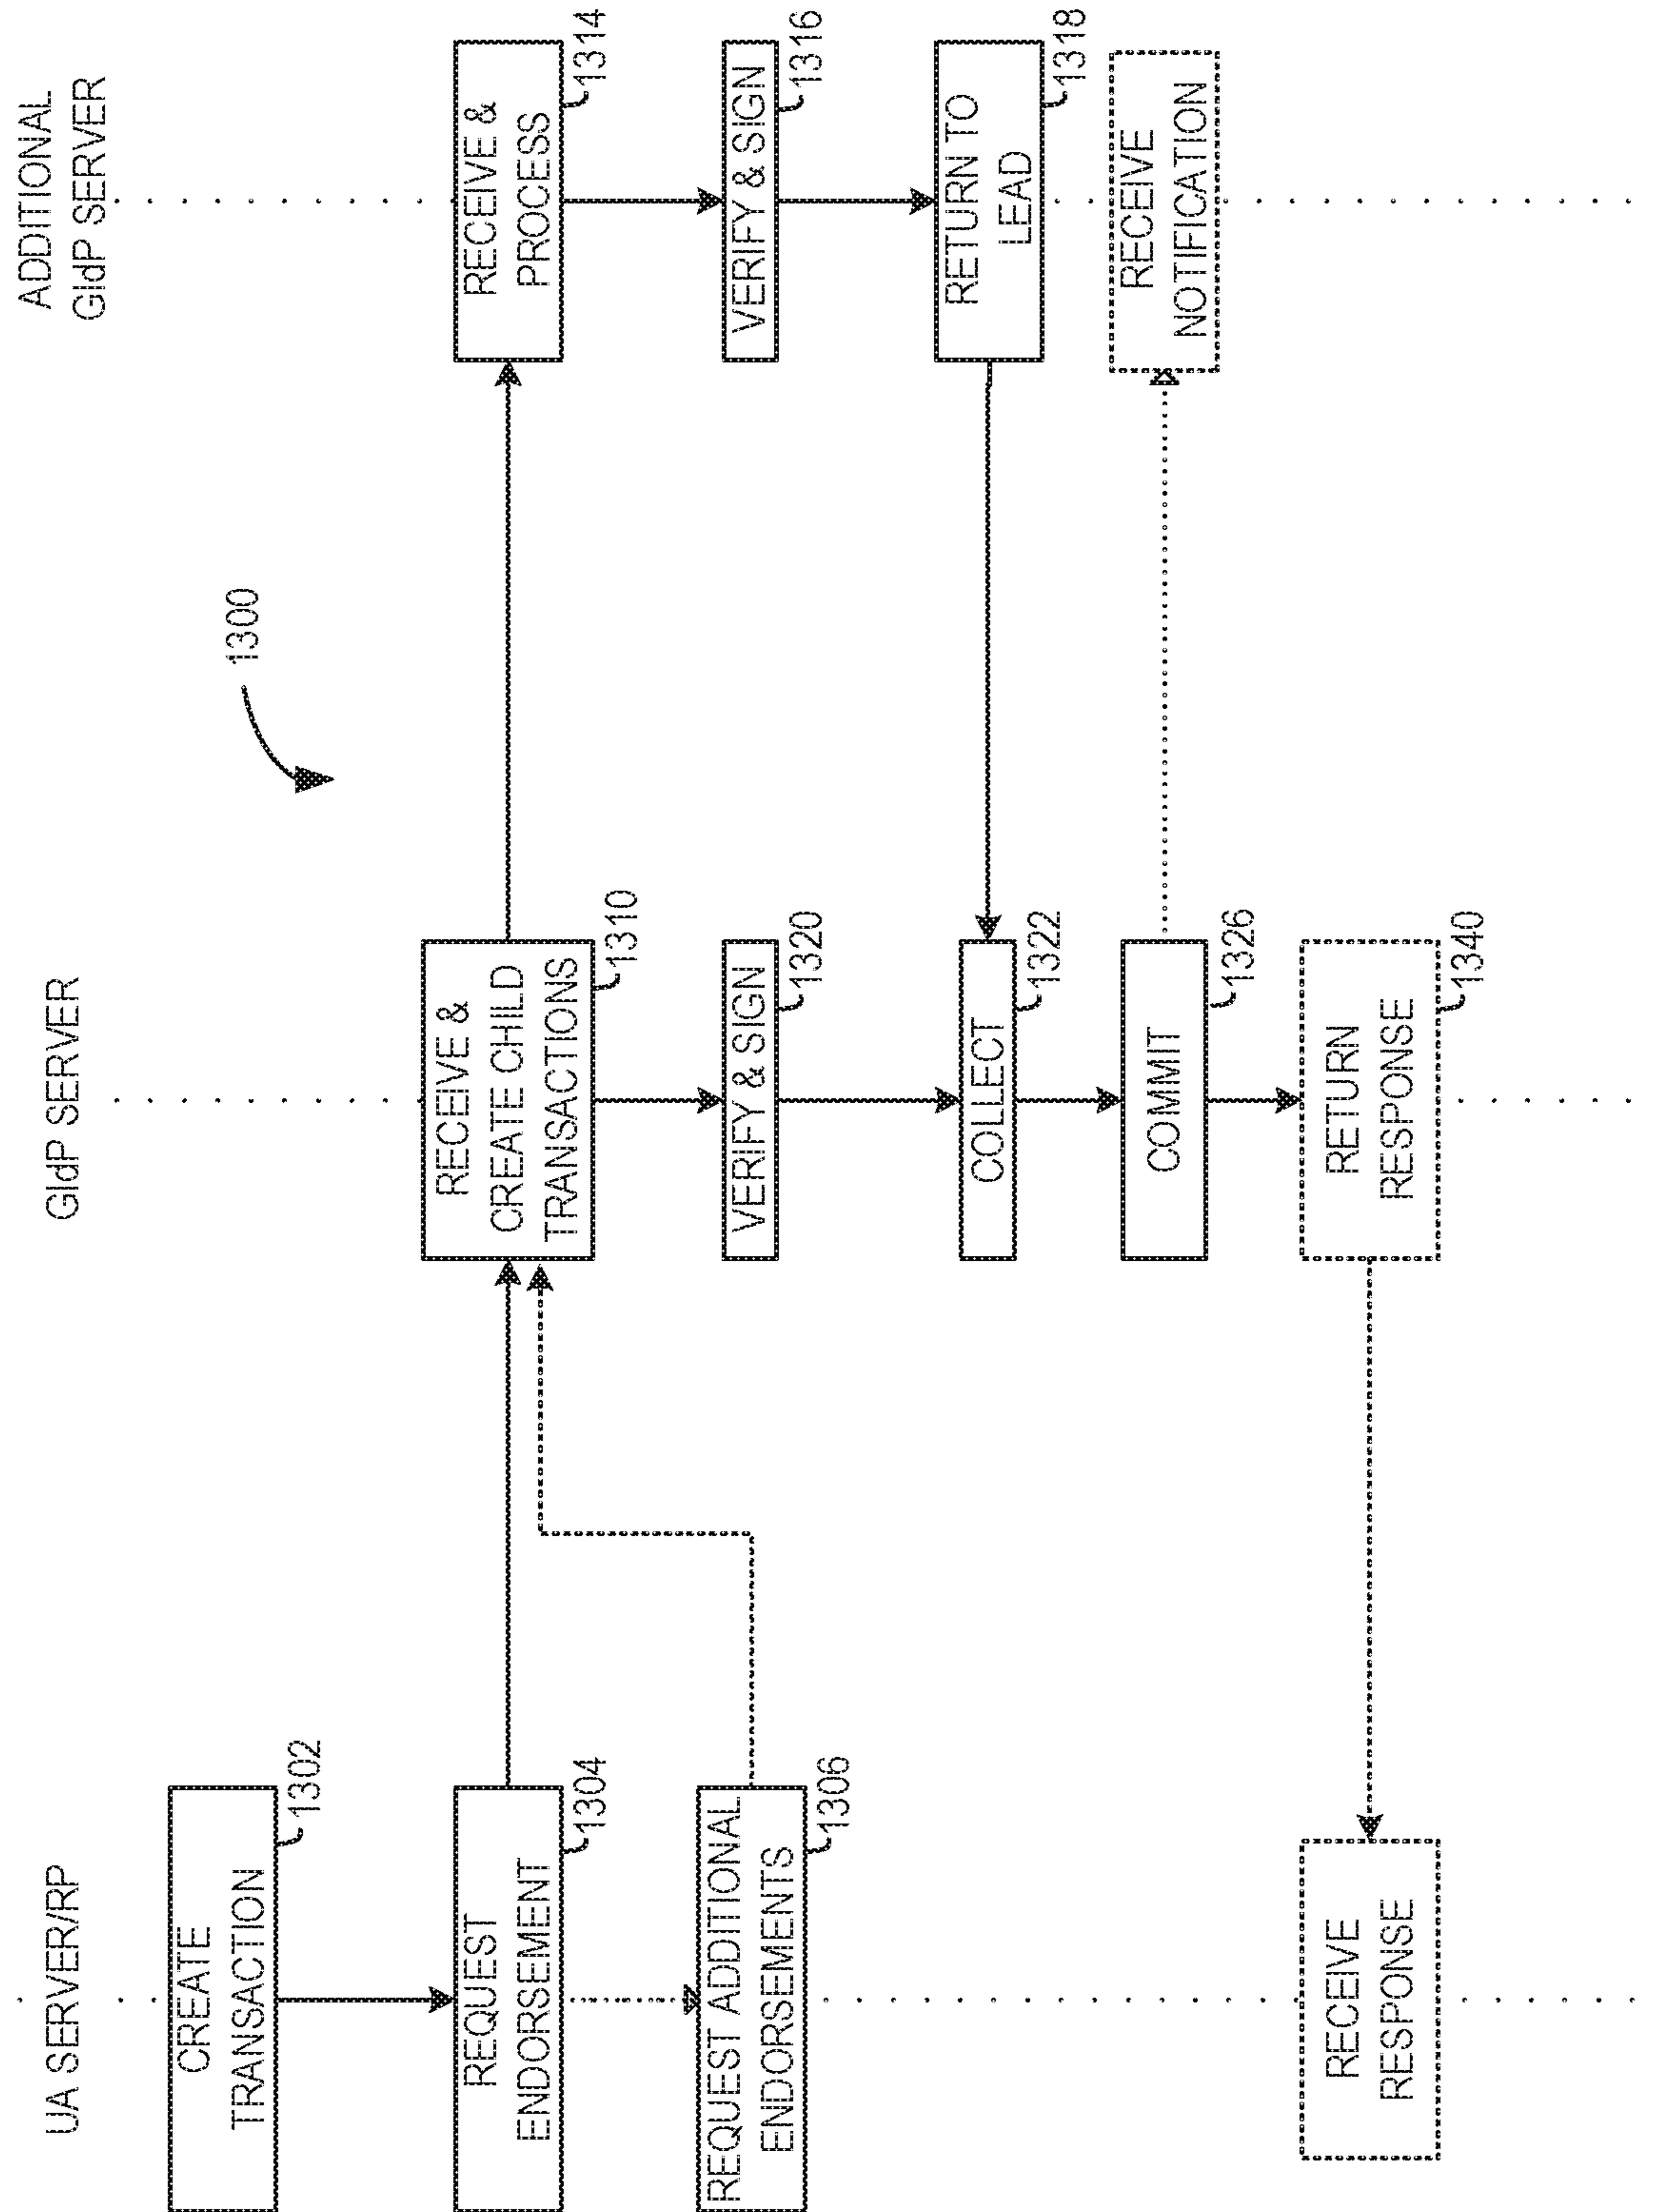 UA SERVER/RP
GIdP SERVER
ADDITIONAL
GIdP SERVER
1300
CREATE
TRANSACTION
1302
REQUEST
ENDORSEMENT
1304
RECEIVE &
CREATE CHILD
TRANSACTIONS
1310
RECEIVE &
PROCESS
1314
REQUEST ADDITIONAL
ENDORSEMENTS
1306
VERIFY & SIGN
1320
VERIFY & SIGN
1316
COLLECT
1322
RETURN TO
LEAD
1318
COMMIT
1326
RECEIVE
NOTIFICATION
RECEIVE
RESPONSE
RETURN
RESPONSE
1340